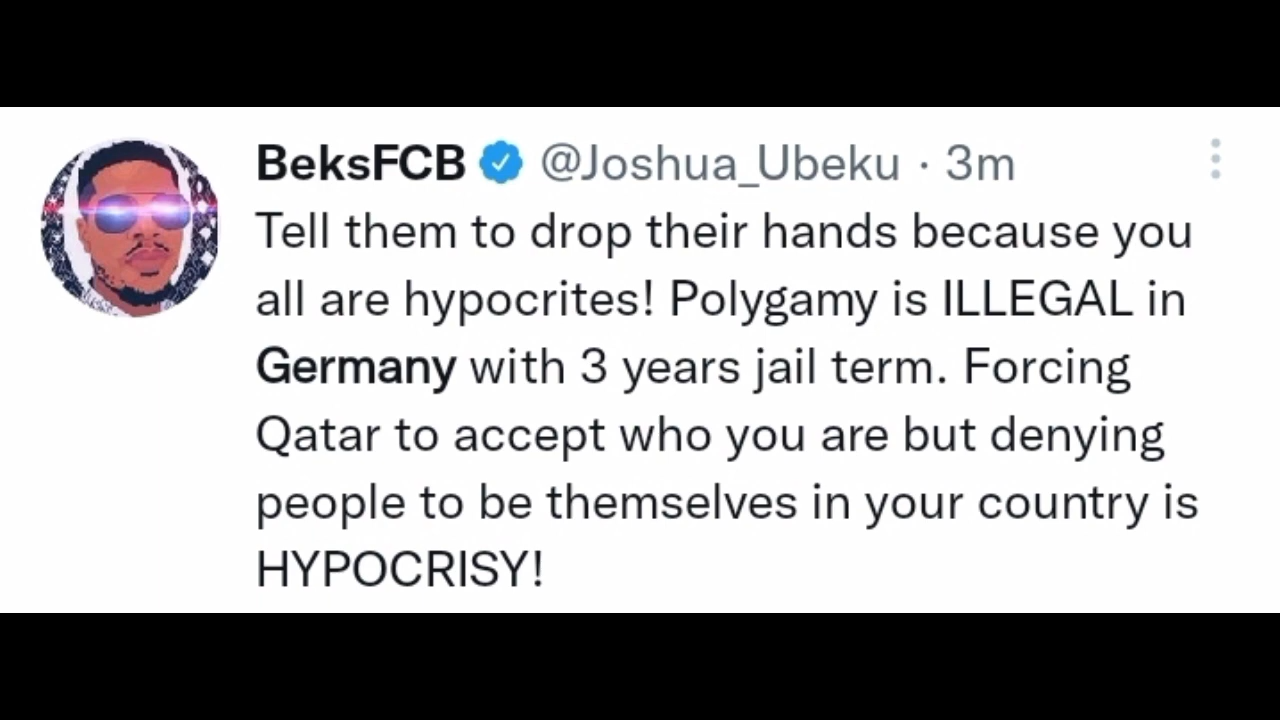 BeksFCB @Joshua_Ubeku · 3m
Tell them to drop their hands because you
all are hypocrites! Polygamy is ILLEGAL in
Germany with 3 years jail term. Forcing
Qatar to accept who you are but denying
people to be themselves in your country is
HYPOCRISY!